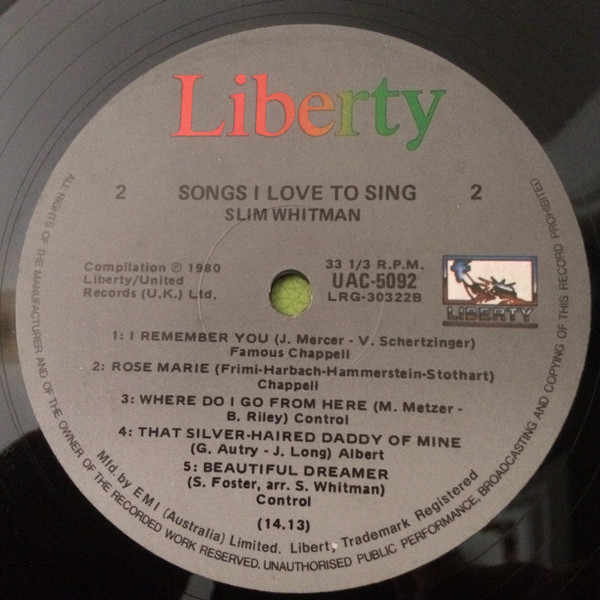 Liberty
2 SONGS I LOVE TO SING 2
SLIM WHITMAN
Compilation ℗ 1980
Liberty/United
Records (U.K.) Ltd.
33 1/3 R.P.M.
UAC-5092
LRG-30322B
LIBERTY
1: I REMEMBER YOU (J. Mercer - V. Schertzinger)
Famous Chappell
2: ROSE MARIE (Frimi-Harbach-Hammerstein-Stothart)
Chappell
3: WHERE DO I GO FROM HERE (M. Metzer -
B. Riley) Control
4: THAT SILVER-HAIRED DADDY OF MINE
(G. Autry - J. Long) Albert
5: BEAUTIFUL DREAMER
(S. Foster, arr. S. Whitman)
Control
(14.13)
Mfd. by EMI (Australia) Limited. Liberty Trademark Registered
ALL RIGHTS OF THE MANUFACTURER AND OF THE OWNER OF THE RECORDED WORK RESERVED. UNAUTHORISED PUBLIC PERFORMANCE, BROADCASTING AND COPYING OF THIS RECORD PROHIBITED